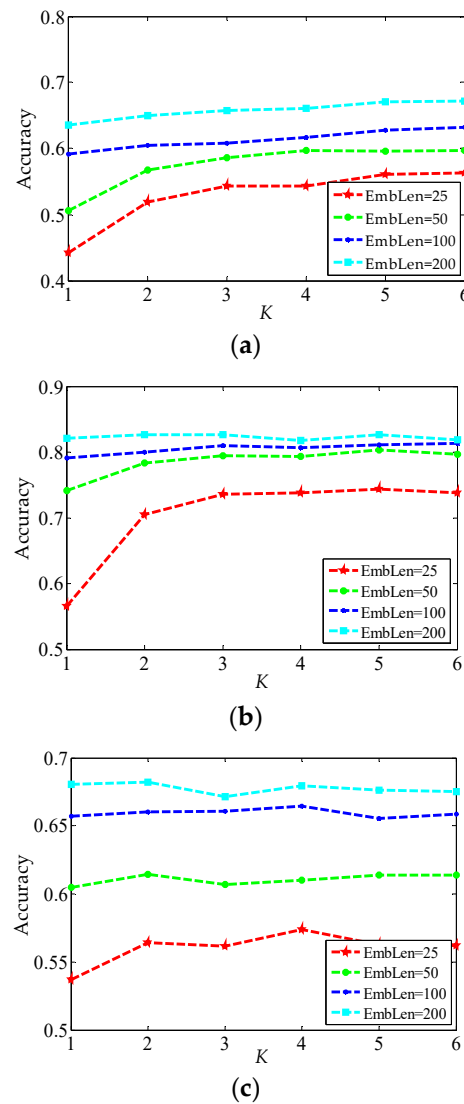 0.8
0.7
0.6
0.5
0.4
Accuracy
EmbLen=25
EmbLen=50
EmbLen=100
EmbLen=200
1 2 3 4 5 6
K
(a)
0.9
0.8
0.7
0.6
0.5
Accuracy
EmbLen=25
EmbLen=50
EmbLen=100
EmbLen=200
1 2 3 4 5 6
K
(b)
0.7
0.65
0.6
0.55
0.5
Accuracy
EmbLen=25
EmbLen=50
EmbLen=100
EmbLen=200
1 2 3 4 5 6
K
(c)